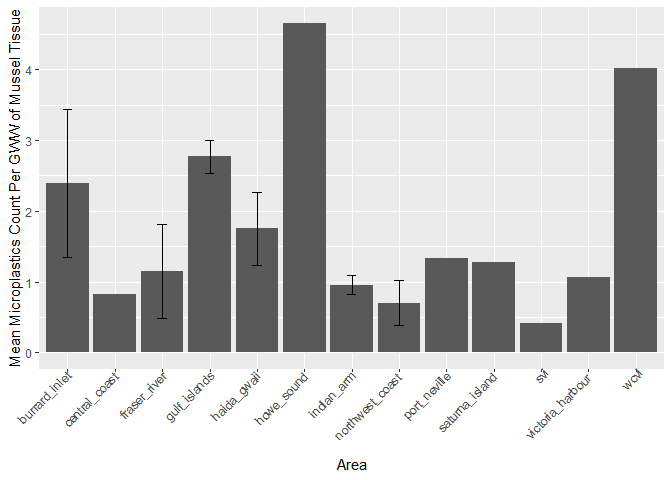 Mean Microplastics Count Per GWW of Mussel Tissue
4
3
2
1
0
burrard_inlet
central_coast
fraser_river
gulf_islands
haida_gwaii
howe_sound
indian_arm
northwest_coast
port_neville
saturna_island
svi
victoria_harbour
wcvi
Area